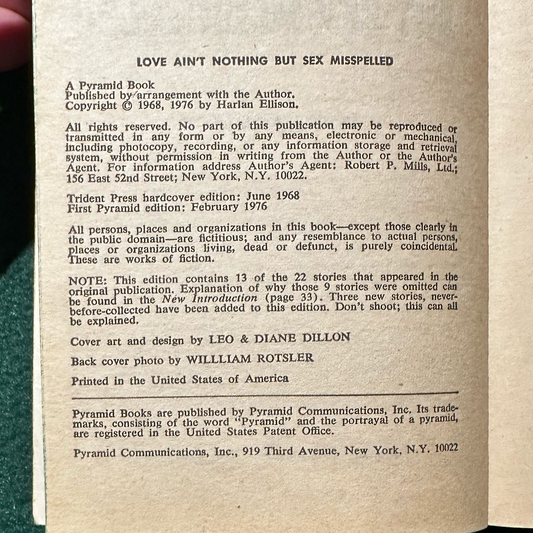 LOVE AIN'T NOTHING BUT SEX MISSPELLED
A Pyramid Book
Published by arrangement with the Author.
Copyright © 1968, 1976 by Harlan Ellison.
All rights reserved. No part of this publication may be reproduced or
transmitted in any form or by any means, electronic or mechanical,
including photocopy, recording, or any information storage and retrieval
system, without permission in writing from the Author or the Author's
Agent. For information address Author's Agent: Robert P. Mills, Ltd.;
156 East 52nd Street; New York, N.Y. 10022.
Trident Press hardcover edition: June 1968
First Pyramid edition: February 1976
All persons, places and organizations in this book—except those clearly in
the public domain—are fictitious; and any resemblance to actual persons,
places or organizations living, dead or defunct, is purely coincidental.
These are works of fiction.
NOTE: This edition contains 13 of the 22 stories that appeared in the
original publication. Explanation of why those 9 stories were omitted can
be found in the New Introduction (page 33). Three new stories, never-
before-collected have been added to this edition. Don't shoot; this can all
be explained.
Cover art and design by LEO & DIANE DILLON
Back cover photo by WILLLIAM ROTSLER
Printed in the United States of America
Pyramid Books are published by Pyramid Communications, Inc. Its trade-
marks, consisting of the word "Pyramid" and the portrayal of a pyramid,
are registered in the United States Patent Office.
Pyramid Communications, Inc., 919 Third Avenue, New York, N.Y. 10022